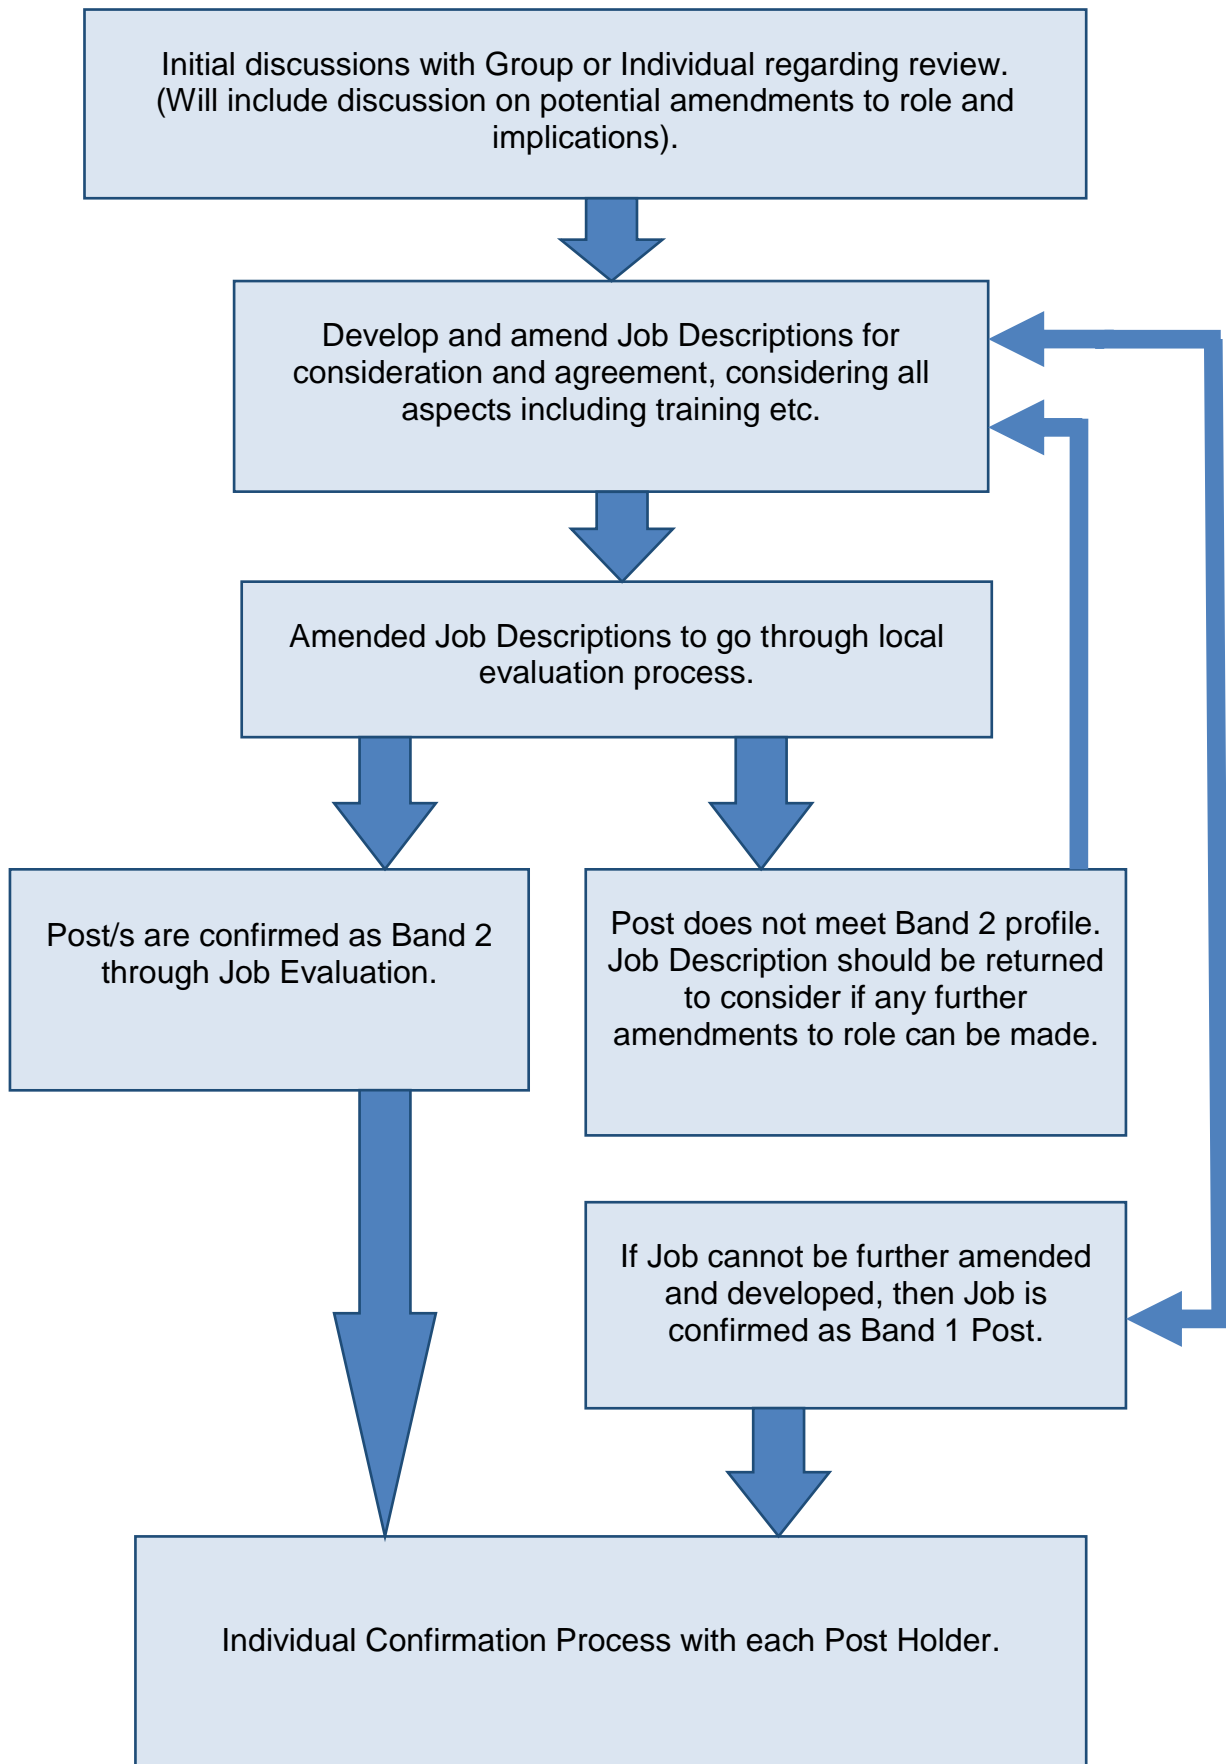 Initial discussions with Group or Individual regarding review.
(Will include discussion on potential amendments to role and
implications).
Develop and amend Job Descriptions for
consideration and agreement, considering all
aspects including training etc.
Amended Job Descriptions to go through local
evaluation process.
Post/s are confirmed as Band 2
through Job Evaluation.
Post does not meet Band 2 profile.
Job Description should be returned
to consider if any further
amendments to role can be made.
If Job cannot be further amended
and developed, then Job is
confirmed as Band 1 Post.
Individual Confirmation Process with each Post Holder.